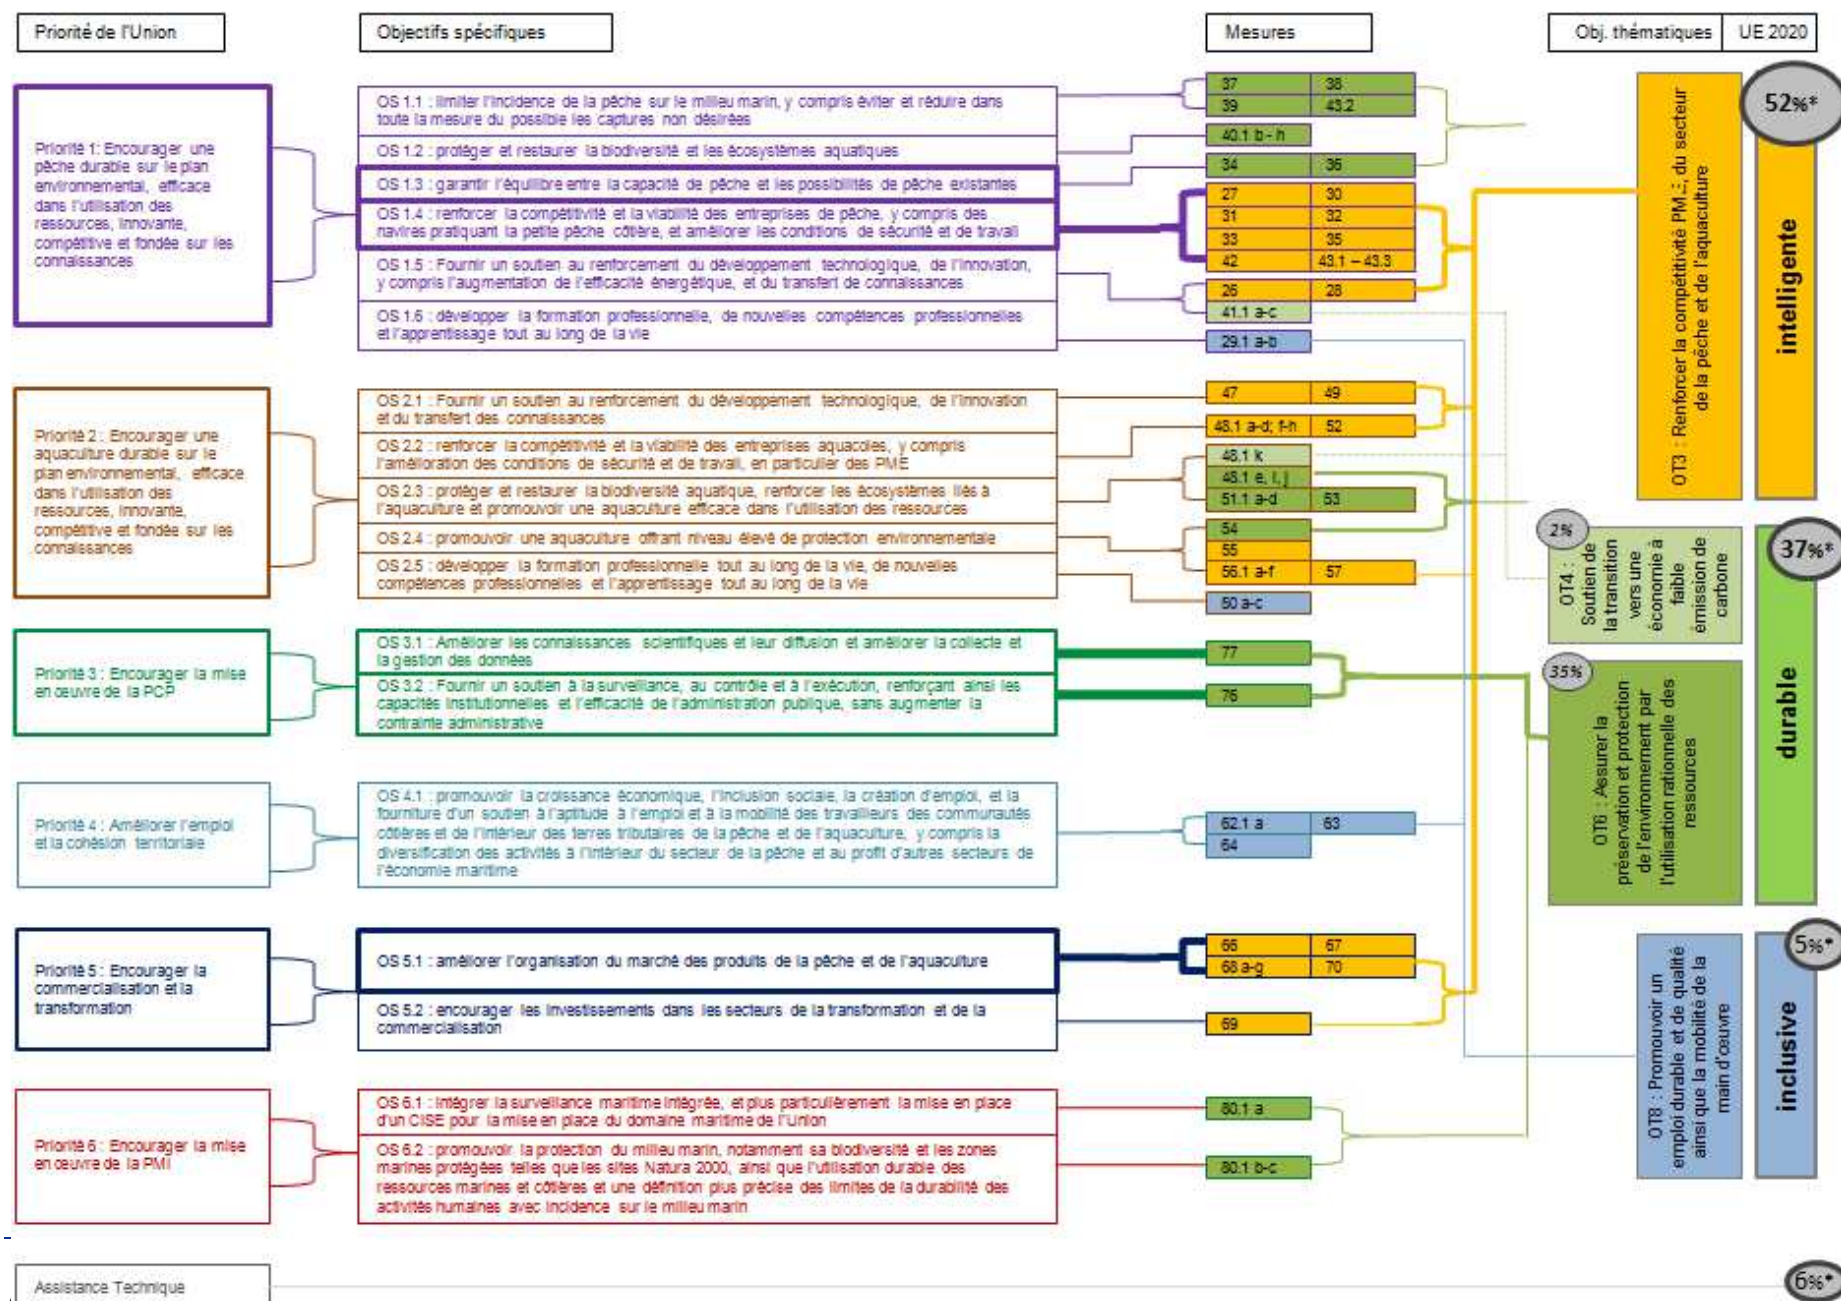 Priorité de l'Union
Objectifs spécifiques
Mesures
Obj. thématiques
UE 2020
Priorité 1: Encourager une
pêche durable sur le plan
environnemental, efficace
dans l'utilisation des
ressources, innovante,
compétitive et fondée sur les
connaissances
OS 1.1 : limiter l'incidence de la pêche sur le milieu marin, y compris éviter et réduire dans
toute la mesure du possible les captures non désirées
OS 1.2 : protéger et restaurer la biodiversité et les écosystèmes aquatiques
OS 1.3 : garantir l'équilibre entre la capacité de pêche et les possibilités de pêche existantes
OS 1.4 : renforcer la compétitivité et la viabilité des entreprises de pêche, y compris des
navires pratiquant la petite pêche côtière, et améliorer les conditions de sécurité et de travail
OS 1.5 : Fournir un soutien au renforcement du développement technologique, de l'innovation,
y compris l'augmentation de l'efficacité énergétique, et du transfert de connaissances
OS 1.6 : développer la formation professionnelle, de nouvelles compétences professionnelles
et l'apprentissage tout au long de la vie
37 38
39 43.2
40.1 b - h
34 36
27 30
31 32
33 35
42 43.1 – 43.3
26 28
41.1 a-c
29.1 a-b
Priorité 2 : Encourager une
aquaculture durable sur le
plan environnemental, efficace
dans l'utilisation des
ressources, innovante,
compétitive et fondée sur les
connaissances
OS 2.1 : Fournir un soutien au renforcement du développement technologique, de l'innovation
et du transfert des connaissances
OS 2.2 : renforcer la compétitivité et la viabilité des entreprises aquacoles, y compris
l'amélioration des conditions de sécurité et de travail, en particulier des PME
OS 2.3 : protéger et restaurer la biodiversité aquatique, renforcer les écosystèmes liés à
l'aquaculture et promouvoir une aquaculture efficace dans l'utilisation des ressources
OS 2.4 : promouvoir une aquaculture offrant niveau élevé de protection environnementale
OS 2.5 : développer la formation professionnelle tout au long de la vie, de nouvelles
compétences professionnelles et l'apprentissage tout au long de la vie
47 49
48.1 a-d; f-h 52
48.1 k
48.1 e, i, j
51.1 a-d 53
54
55
56.1 a-f 57
50 a-c
Priorité 3 : Encourager la mise
en œuvre de la PCP
OS 3.1 : Améliorer les connaissances scientifiques et leur diffusion et améliorer la collecte et
la gestion des données
OS 3.2 : Fournir un soutien à la surveillance, au contrôle et à l'exécution, renforçant ainsi les
capacités institutionnelles et l'efficacité de l'administration publique, sans augmenter la
contrainte administrative
77
76
Priorité 4 : Améliorer l'emploi
et la cohésion territoriale
OS 4.1 : promouvoir la croissance économique, l'inclusion sociale, la création d'emploi, et la
fourniture d'un soutien à l'aptitude à l'emploi et à la mobilité des travailleurs des communautés
côtières et de l'intérieur des terres tributaires de la pêche et de l'aquaculture, y compris la
diversification des activités à l'intérieur du secteur de la pêche et au profit d'autres secteurs de
l'économie maritime
62.1 a 63
64
Priorité 5 : Encourager la
commercialisation et la
transformation
OS 5.1 : améliorer l'organisation du marché des produits de la pêche et de l'aquaculture
OS 5.2 : encourager les investissements dans les secteurs de la transformation et de la
commercialisation
66 67
68 a-g 70
69
Priorité 6 : Encourager la mise
en œuvre de la PMI
OS 6.1 : Intégrer la surveillance maritime intégrée, et plus particulièrement la mise en place
d'un CISE pour la mise en place du domaine maritime de l'Union
OS 6.2 : promouvoir la protection du milieu marin, notamment sa biodiversité et les zones
marines protégées telles que les sites Natura 2000, ainsi que l'utilisation durable des
ressources marines et côtières et une définition plus précise des limites de la durabilité des
activités humaines avec incidence sur le milieu marin
80.1 a
80.1 b-c
Assistance Technique
6%*
OT3 : Renforcer la compétitivité PME, du secteur
de la pêche et de l'aquaculture
52%*
intelligente
2%
OT4 :
Soutien de
la transition
vers une
économie à
faible
émission de
carbone
37%*
durable
35%
OT6 : Assurer la
préservation et protection
de l'environnement par
l'utilisation rationnelle des
ressources
5%*
OT8 : Promouvoir un
emploi durable et de qualité
ainsi que la mobilité de la
main d'œuvre
inclusive